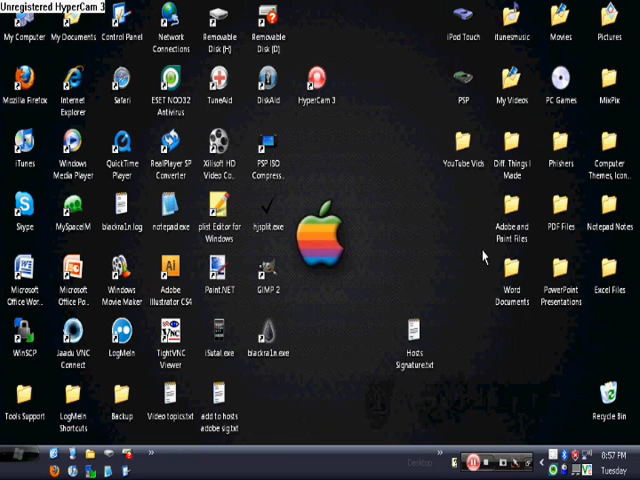 Unregistered HyperCam 3
My Computer
My Documents
Control Panel
Network
Connections
Removable
Disk (H)
Removable
Disk (D)
iPod Touch
itunesmusic
Movies
Pictures
Mozilla Firefox
Internet
Explorer
Safari
ESET NOD32
Antivirus
TuneAid
DiskAid
HyperCam 3
PSP
My Videos
PC Games
MixPix
iTunes
Windows
Media Player
QuickTime
Player
RealPlayer SP
Converter
Xilisoft HD
Video Co...
PSP ISO
Compress...
YouTube Vids
Diff. Things I
Made
Phishers
Computer
Themes, Icon...
Skype
MySpaceIM
blackra1n.log
notepad.exe
plist Editor for
Windows
hjsplit.exe
Adobe and
Paint Files
PDF Files
Notepad Notes
Microsoft
Office Wor...
Microsoft
Office Po...
Windows
Movie Maker
Adobe
Illustrator CS4
Paint.NET
GIMP 2
Word
Documents
PowerPoint
Presentations
Excel Files
WinSCP
Jaadu VNC
Connect
LogMeIn
TightVNC
Viewer
iSutal.exe
blackra1n.exe
Hosts
Signature.txt
Tools Support
LogMeIn
Shortcuts
Backup
Video topics.txt
add to hosts
adobe sig.txt
Recycle Bin
Desktop
8:57 PM
Tuesday